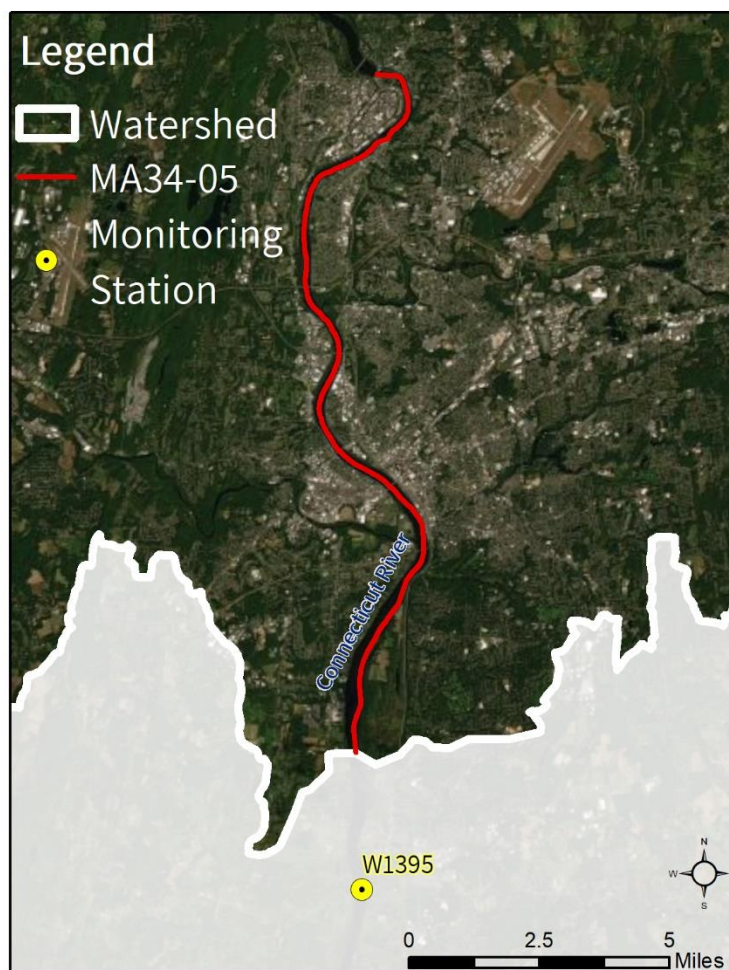 Legend
Watershed
MA34-05
Monitoring
Station
Connecticut River
W1395
N
W E
S
0 2.5 5
Miles